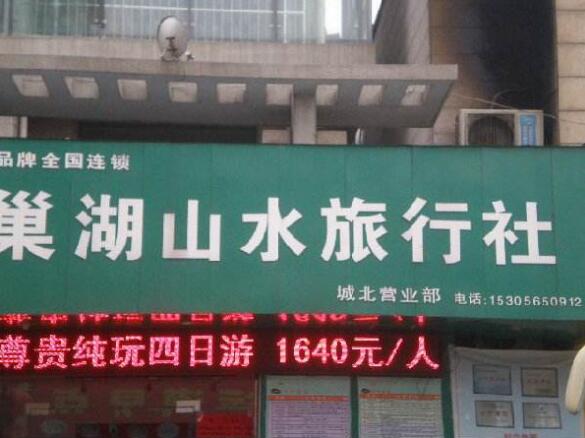 品牌全国连锁
巢湖山水旅行社
城北营业部 电话:15305650912
尊贵纯玩四日游 1640元/人